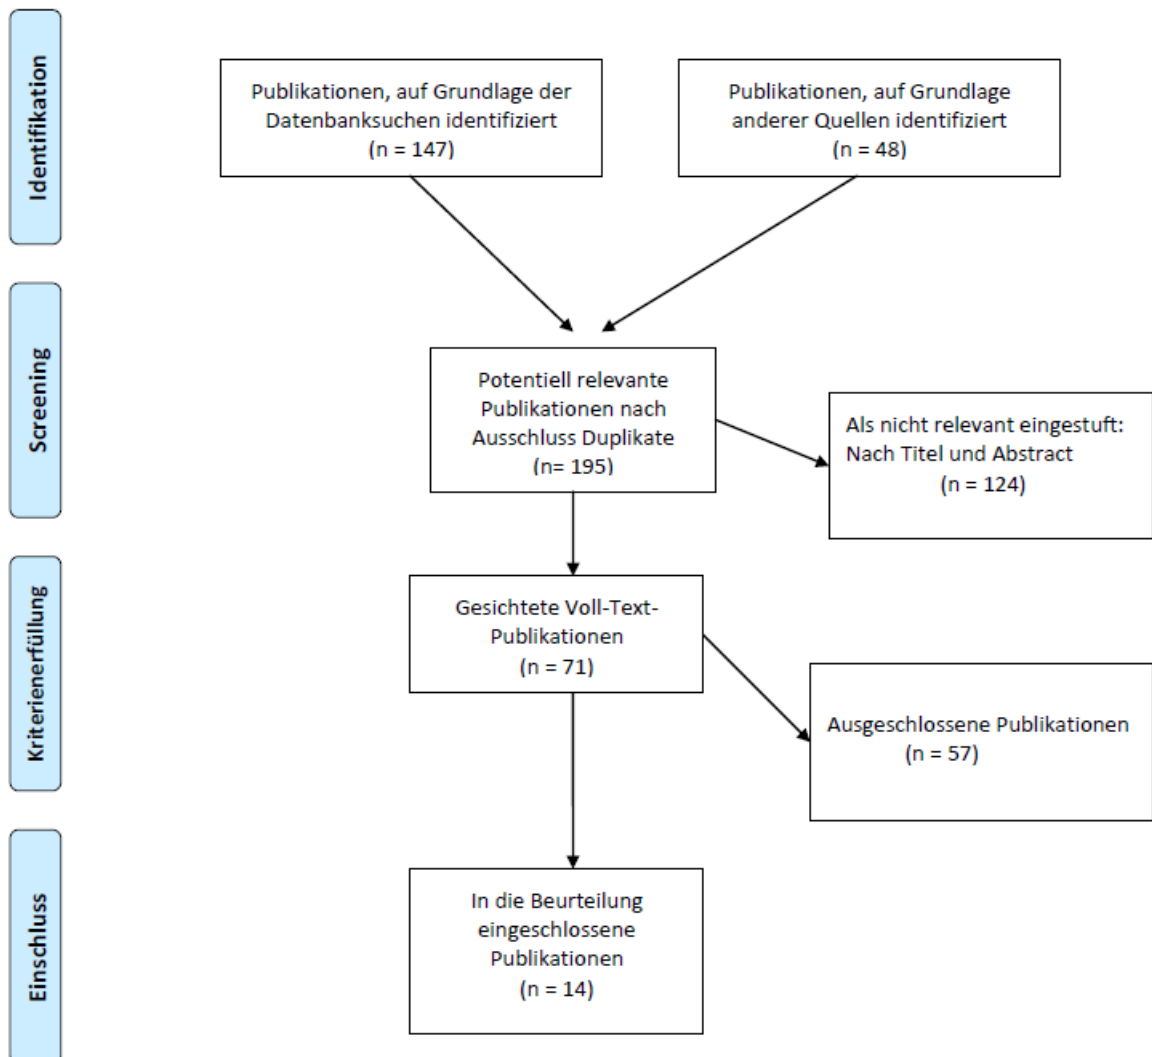 Identifikation
Publikationen, auf Grundlage der
Datenbanksuchen identifiziert
(n = 147)
Publikationen, auf Grundlage
anderer Quellen identifiziert
(n = 48)
Screening
Potentiell relevante
Publikationen nach
Ausschluss Duplikate
(n= 195)
Als nicht relevant eingestuft:
Nach Titel und Abstract
(n = 124)
Kriterienerfüllung
Gesichtete Voll-Text-
Publikationen
(n = 71)
Ausgeschlossene Publikationen
(n = 57)
Einschluss
In die Beurteilung
eingeschlossene
Publikationen
(n = 14)